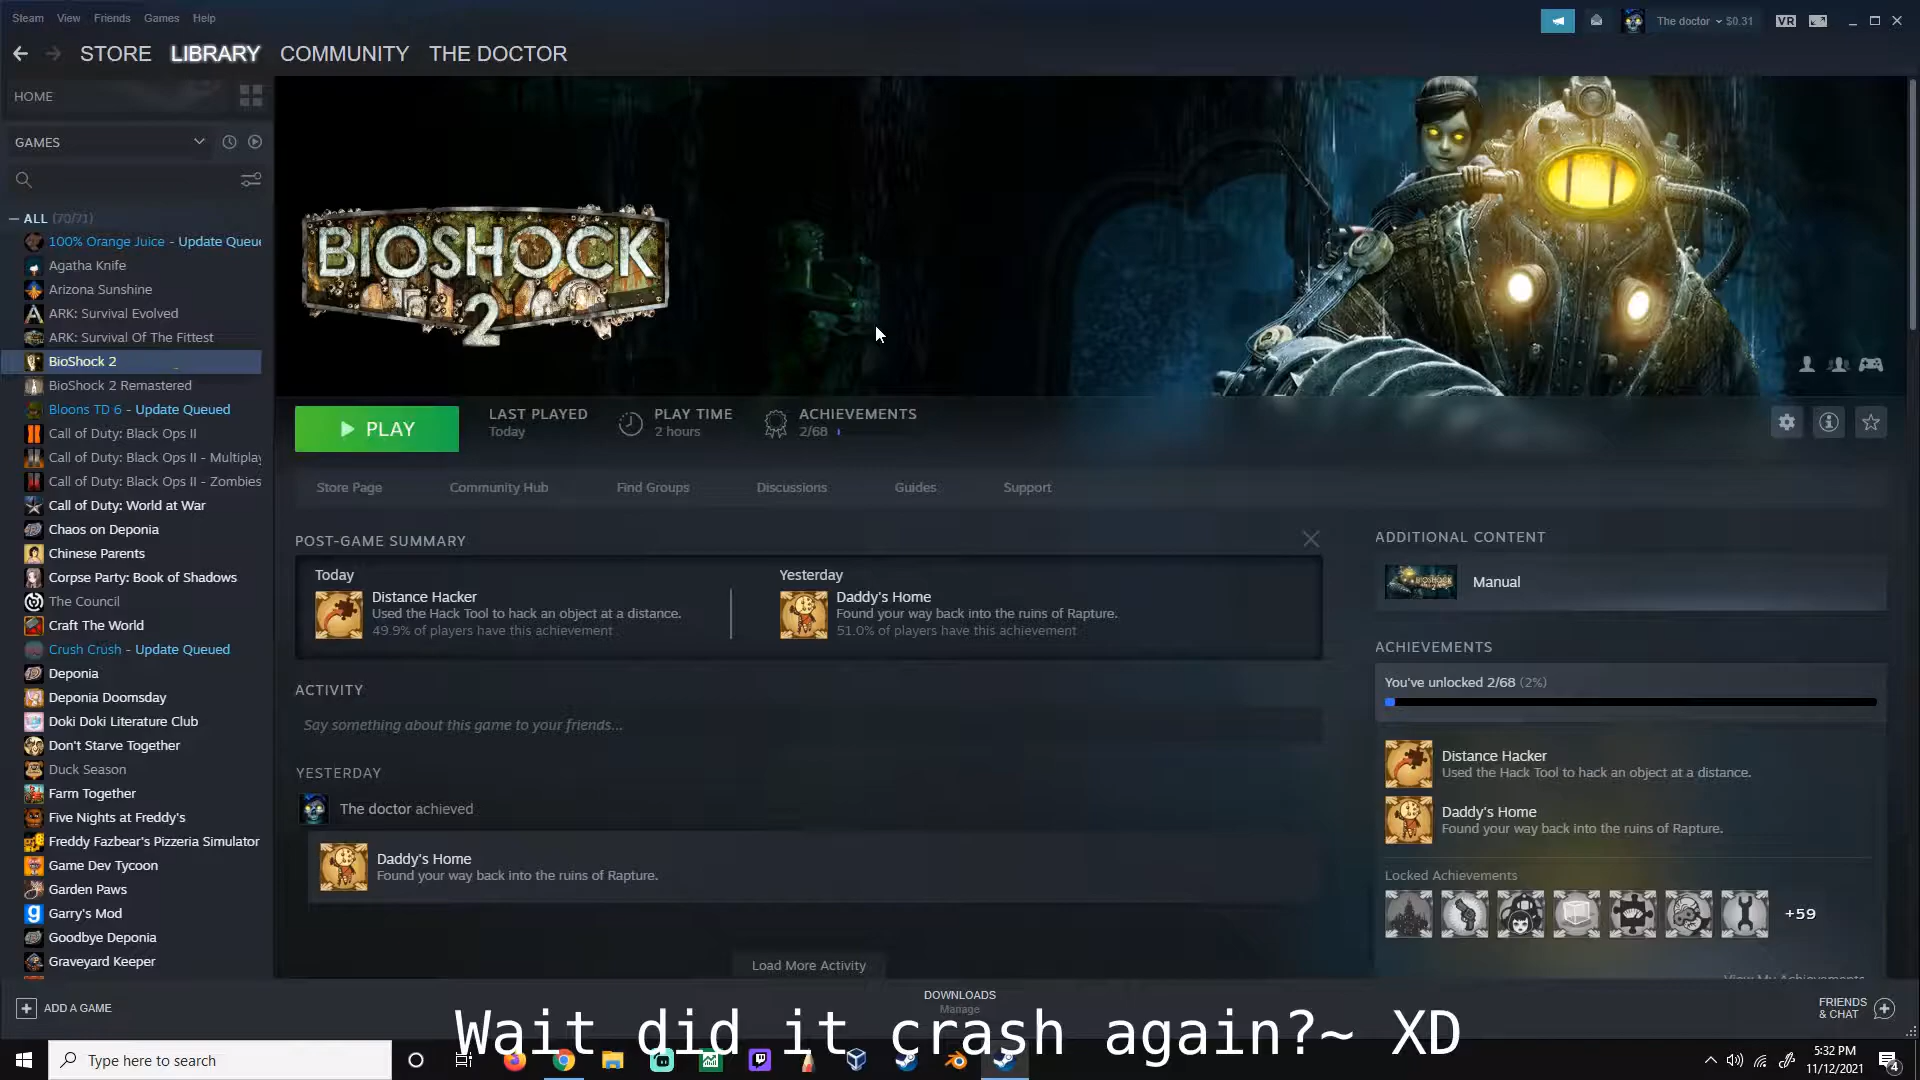 Steam View Friends Games Help
The doctor $0.31
VR
STORE LIBRARY COMMUNITY THE DOCTOR
HOME
GAMES
ALL (70/71)
100% Orange Juice - Update Queue
Agatha Knife
Arizona Sunshine
ARK: Survival Evolved
ARK: Survival Of The Fittest
BioShock 2
BioShock 2 Remastered
Bloons TD 6 - Update Queued
Call of Duty: Black Ops II
Call of Duty: Black Ops II - Multiplay
Call of Duty: Black Ops II - Zombies
Call of Duty: World at War
Chaos on Deponia
Chinese Parents
Corpse Party: Book of Shadows
The Council
Craft The World
Crush Crush - Update Queued
Deponia
Deponia Doomsday
Doki Doki Literature Club
Don't Starve Together
Duck Season
Farm Together
Five Nights at Freddy's
Freddy Fazbear's Pizzeria Simulator
Game Dev Tycoon
Garden Paws
Garry's Mod
Goodbye Deponia
Graveyard Keeper
BIOSHOCK
2
PLAY
LAST PLAYED
Today
PLAY TIME
2 hours
ACHIEVEMENTS
2/68
Store Page Community Hub Find Groups Discussions Guides Support
POST-GAME SUMMARY
Today
Distance Hacker
Used the Hack Tool to hack an object at a distance.
49.9% of players have this achievement
Yesterday
Daddy's Home
Found your way back into the ruins of Rapture.
51.0% of players have this achievement
ACTIVITY
Say something about this game to your friends...
YESTERDAY
The doctor achieved
Daddy's Home
Found your way back into the ruins of Rapture.
Load More Activity
ADDITIONAL CONTENT
Manual
ACHIEVEMENTS
You've unlocked 2/68 (2%)
Distance Hacker
Used the Hack Tool to hack an object at a distance.
Daddy's Home
Found your way back into the ruins of Rapture.
Locked Achievements
+59
View My Achievements
ADD A GAME
DOWNLOADS
Manage
FRIENDS
& CHAT
Wait did it crash again?~ XD
Type here to search
5:32 PM
11/12/2021
4